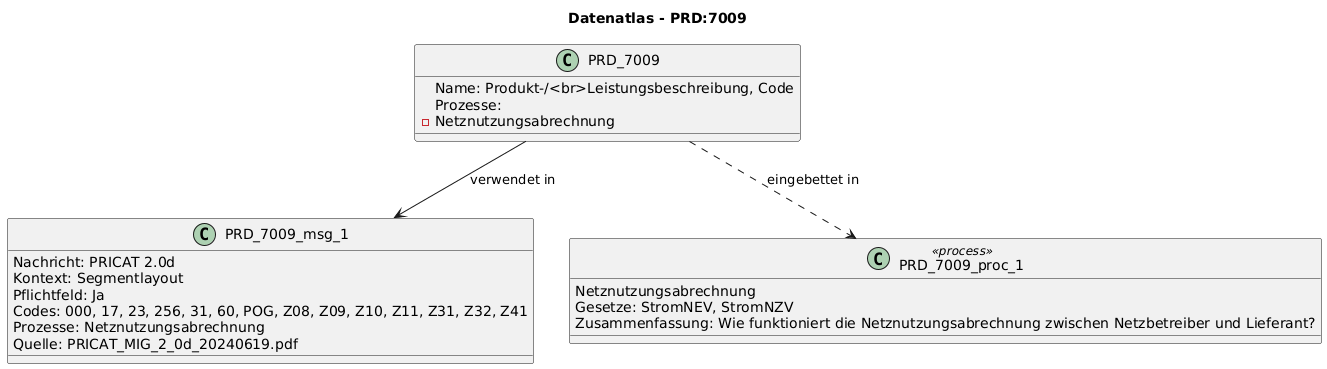 Datenatlas - PRD:7009
C PRD_7009
Name: Produkt-/<br>Leistungsbeschreibung, Code
Prozesse:
Netznutzungsabrechnung
verwendet in
eingebettet in
C PRD_7009_msg_1
Nachricht: PRICAT 2.0d
Kontext: Segmentlayout
Pflichtfeld: Ja
Codes: 000, 17, 23, 256, 31, 60, POG, Z08, Z09, Z10, Z11, Z31, Z32, Z41
Prozesse: Netznutzungsabrechnung
Quelle: PRICAT_MIG_2_0d_20240619.pdf
«process»
C PRD_7009_proc_1
Netznutzungsabrechnung
Gesetze: StromNEV, StromNZV
Zusammenfassung: Wie funktioniert die Netznutzungsabrechnung zwischen Netzbetreiber und Lieferant?